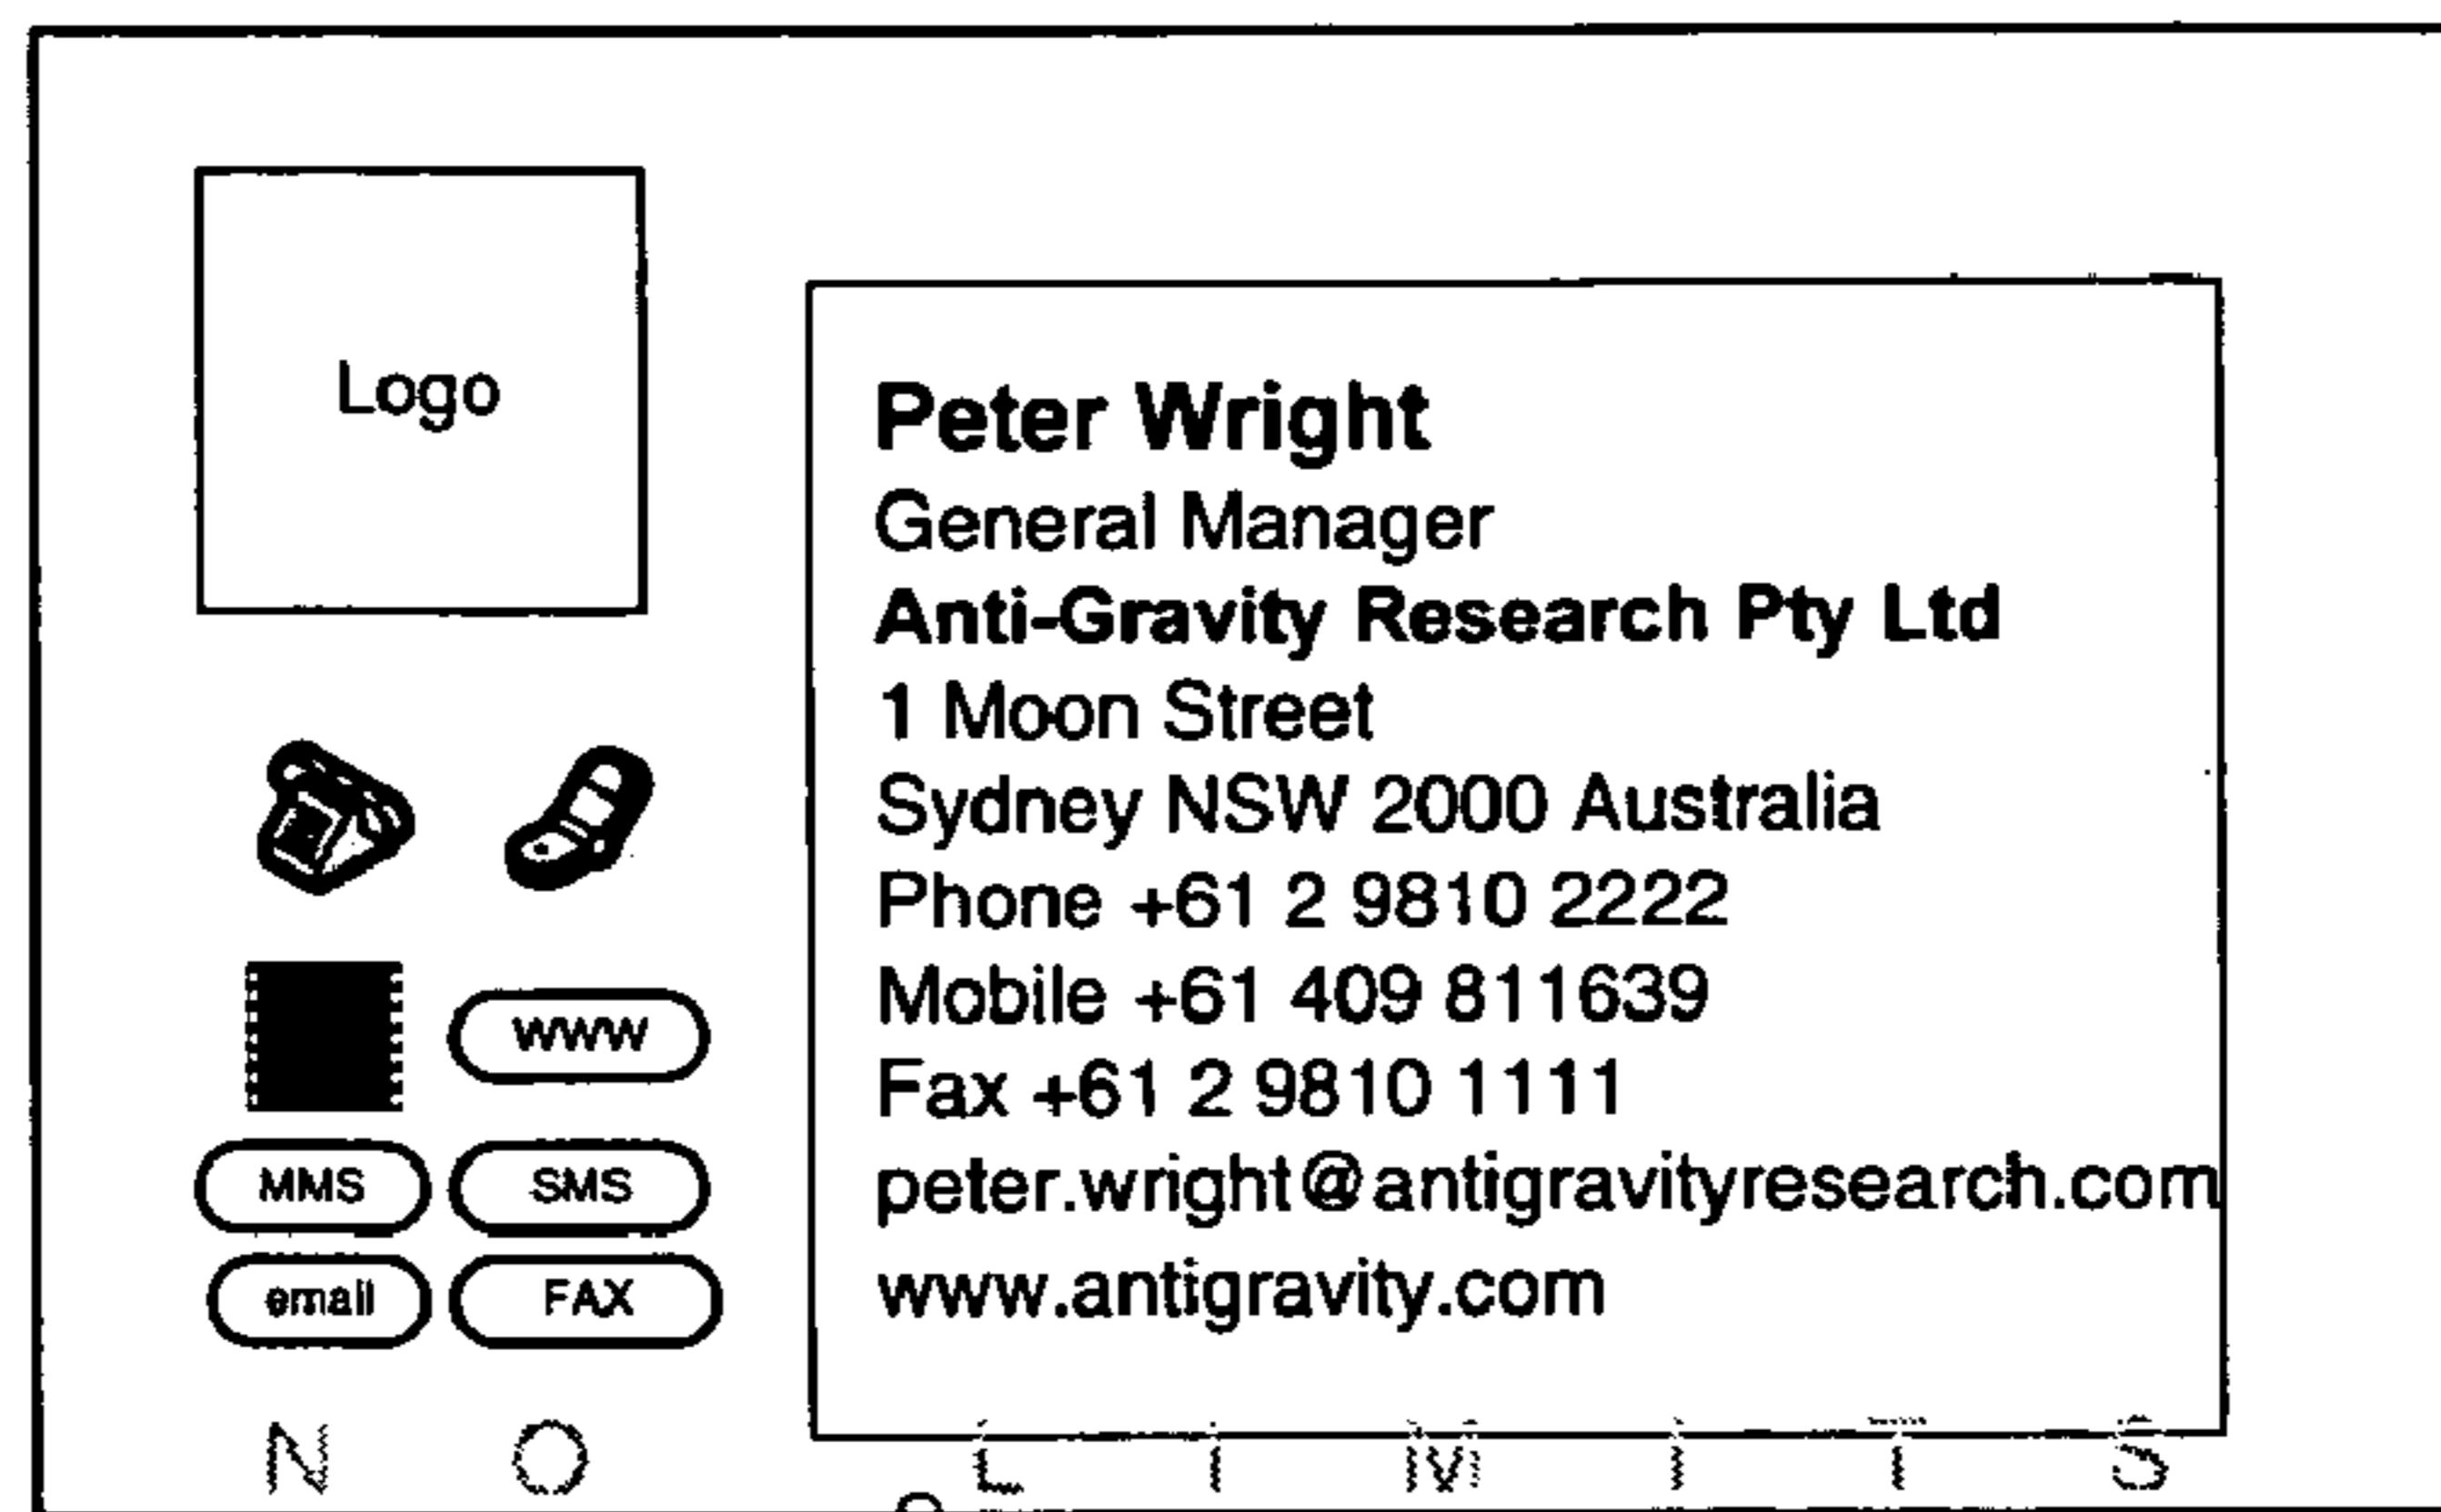 Logo
Peter Wright
General Manager
Anti-Gravity Research Pty Ltd
1 Moon Street
Sydney NSW 2000 Australia
Phone +61 2 9810 2222
Mobile +61 409 811639
Fax +61 2 9810 1111
peter.wright@antigravityresearch.com
www.antigravity.com
www
MMS SMS
email FAX
N O L I M I T S